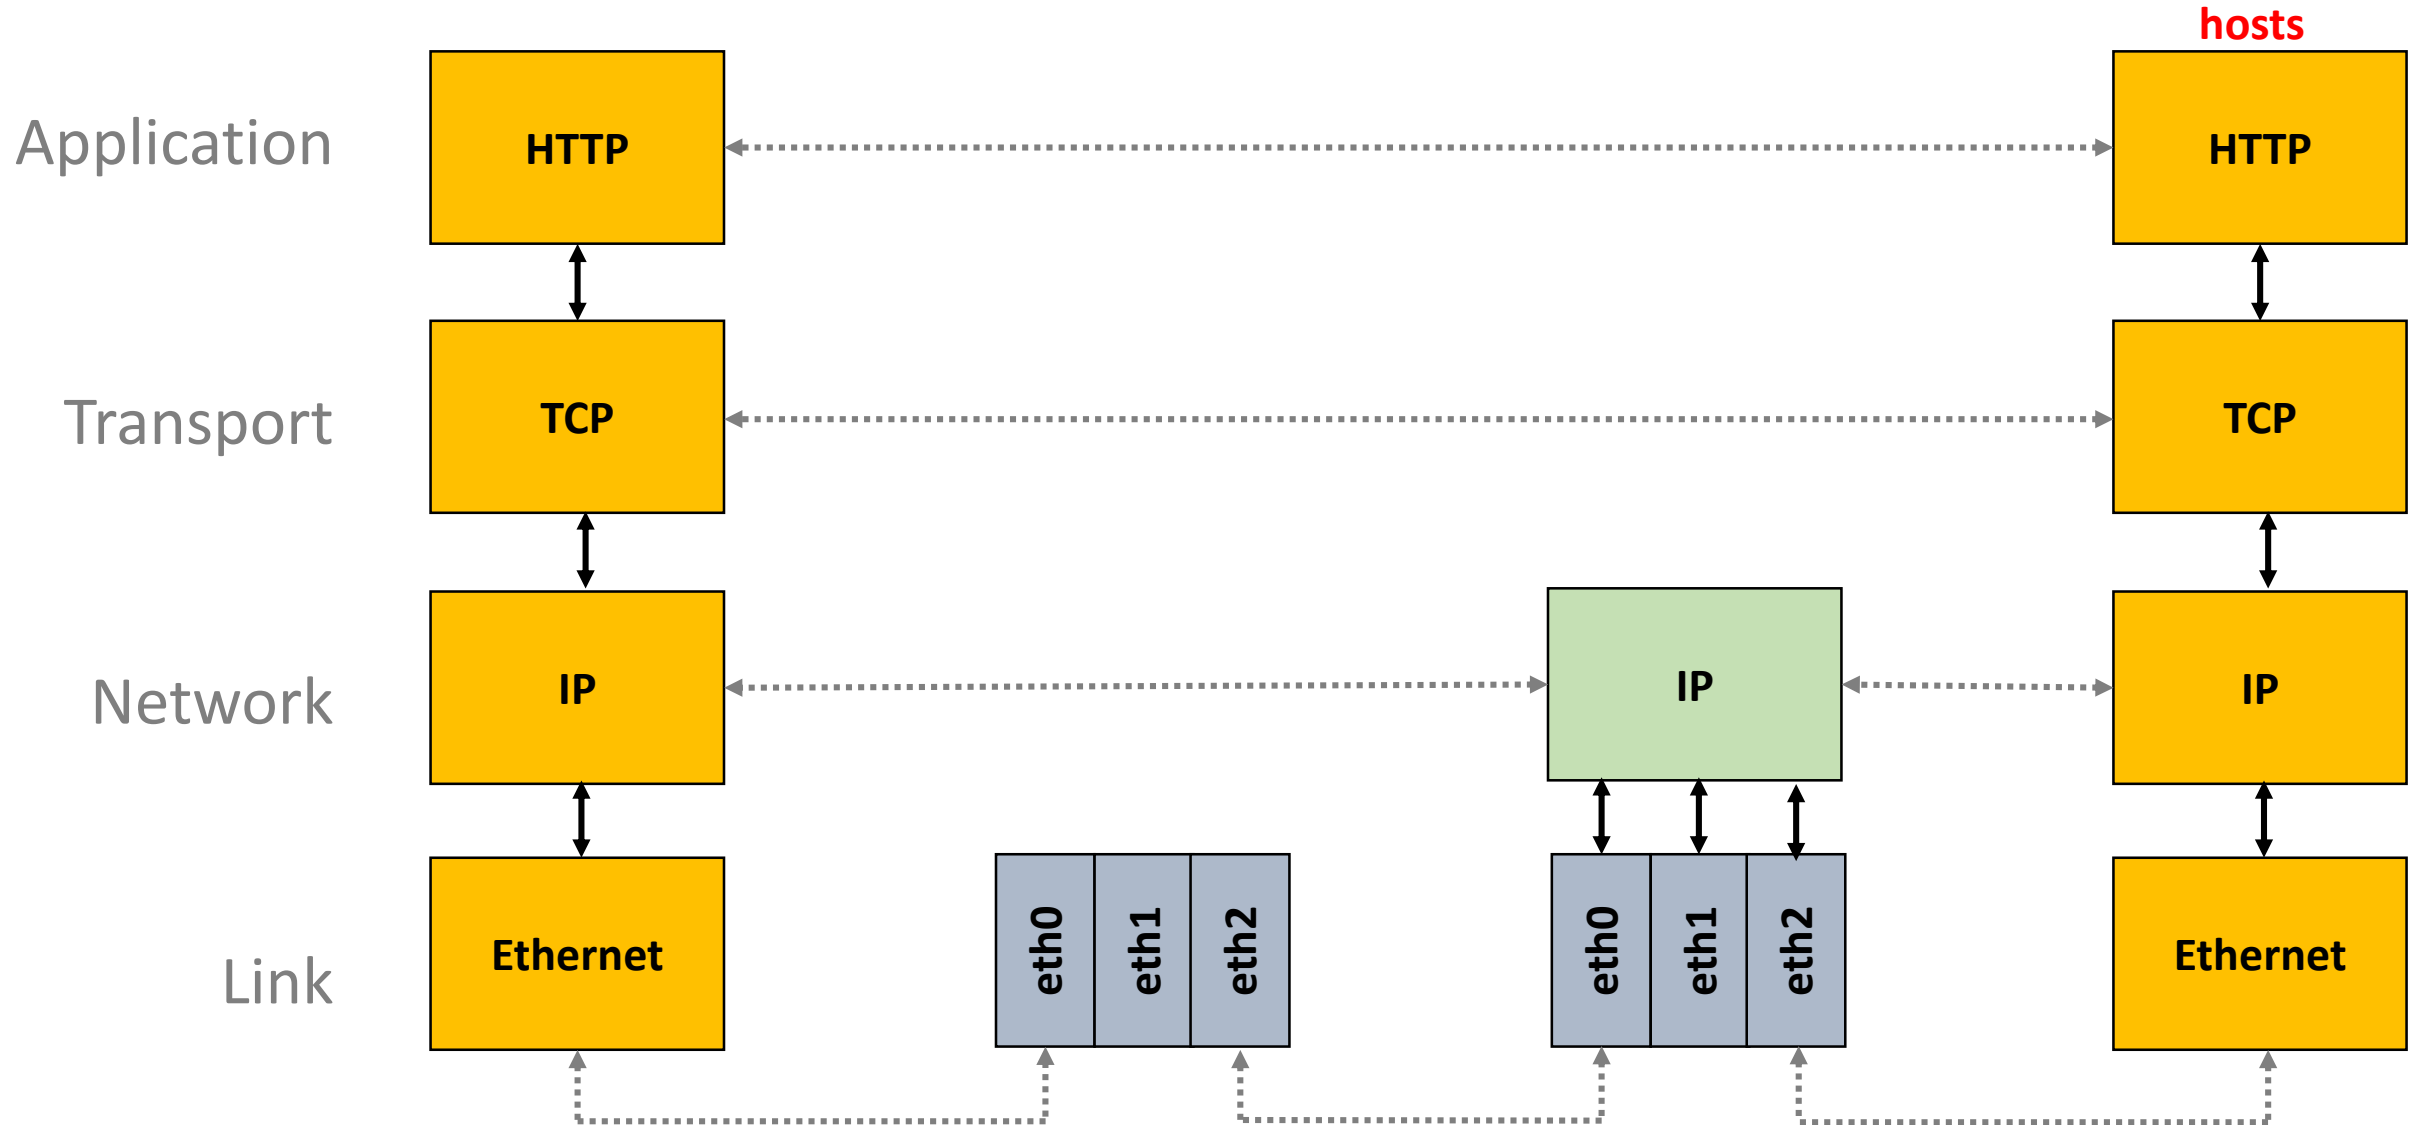 hosts
Application
HTTP
HTTP
Transport
TCP
TCP
Network
IP
IP
IP
Link
Ethernet
eth0
eth1
eth2
eth0
eth1
eth2
Ethernet